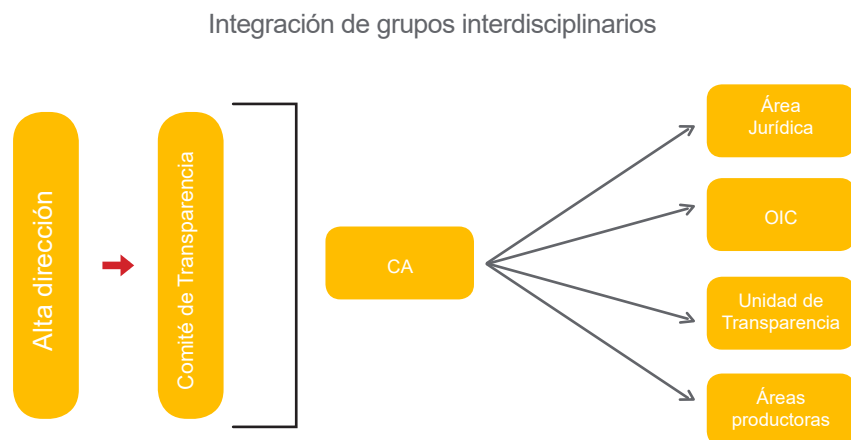 Integración de grupos interdisciplinarios
Alta dirección
Comité de Transparencia
CA
Área
Jurídica
OIC
Unidad de
Transparencia
Áreas
productoras